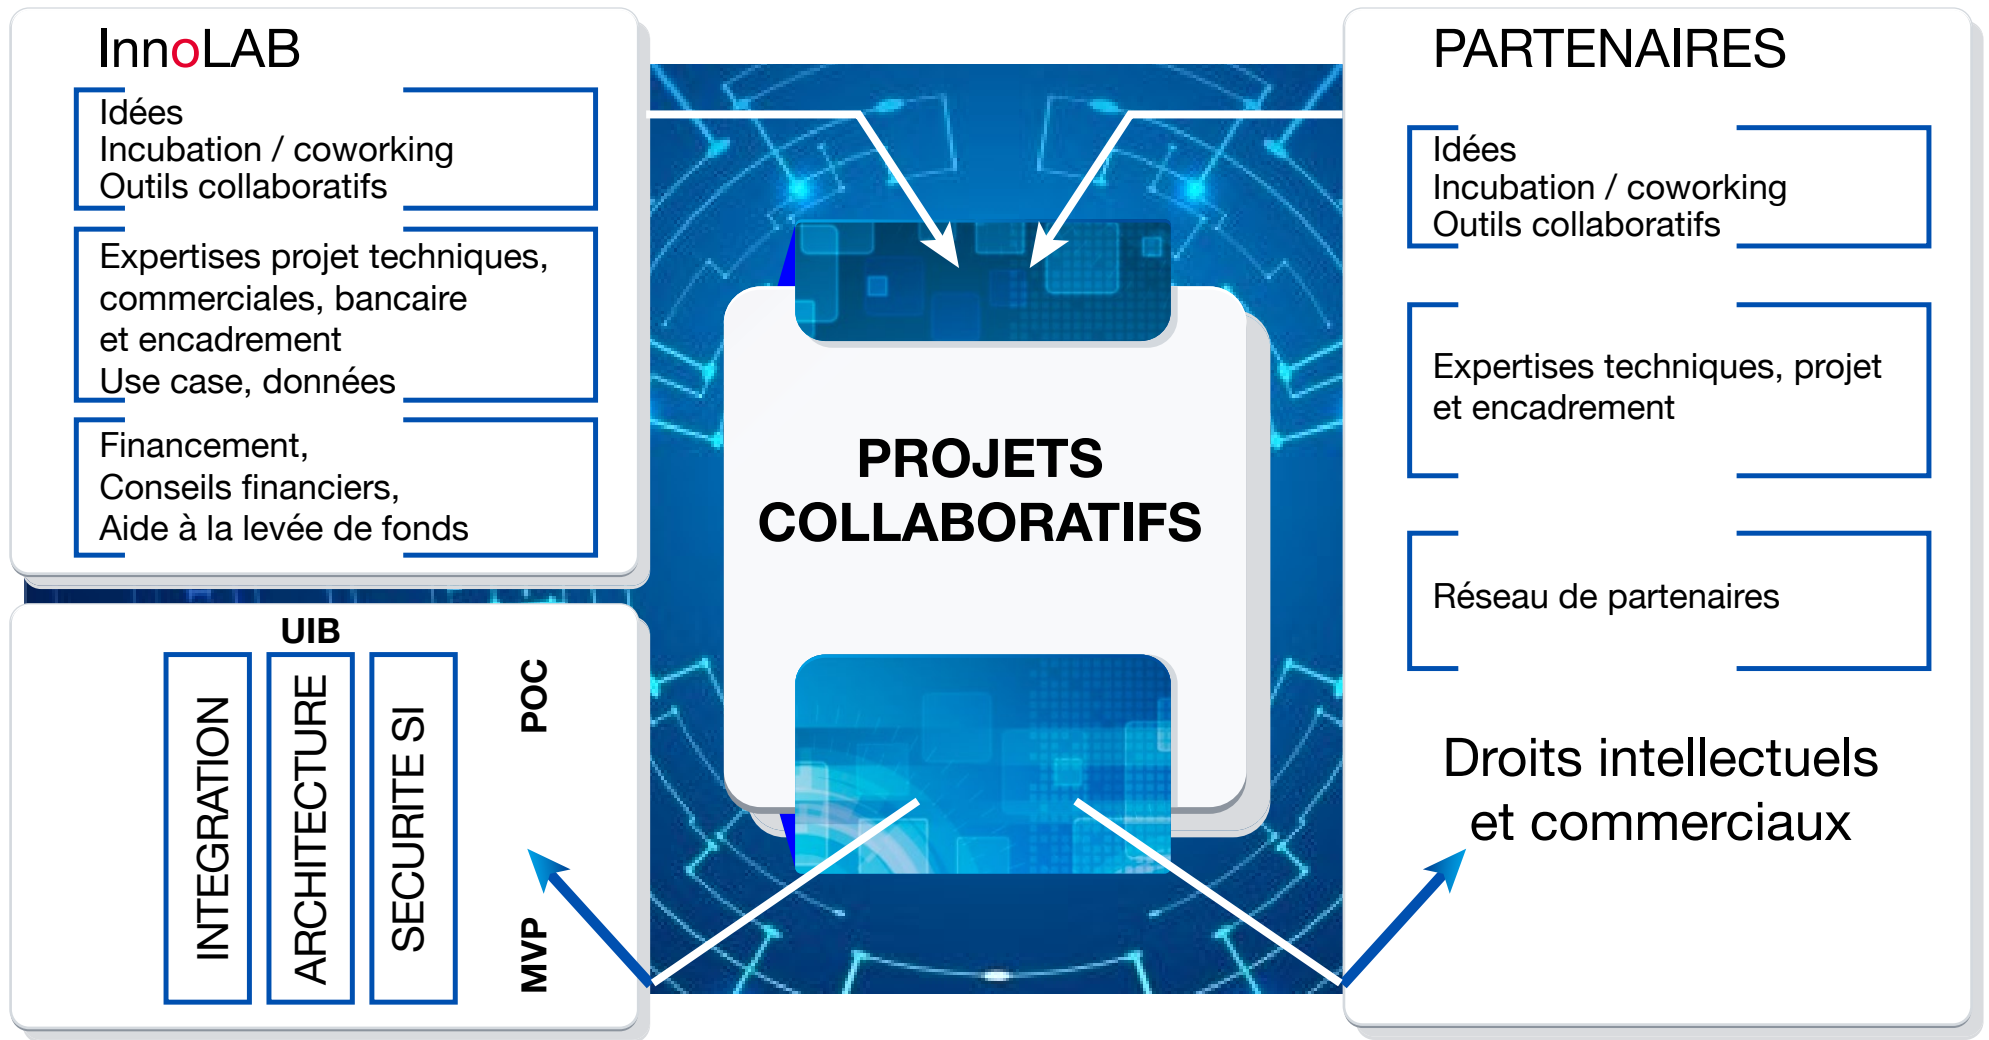 InnoLAB
Idées
Incubation / coworking
Outils collaboratifs
Expertises projet techniques,
commerciales, bancaire
et encadrement
Use case, données
Financement,
Conseils financiers,
Aide à la levée de fonds
UIB
INTEGRATION
ARCHITECTURE
SECURITE SI
POC
MVP
PROJETS
COLLABORATIFS
PARTENAIRES
Idées
Incubation / coworking
Outils collaboratifs
Expertises techniques, projet
et encadrement
Réseau de partenaires
Droits intellectuels
et commerciaux